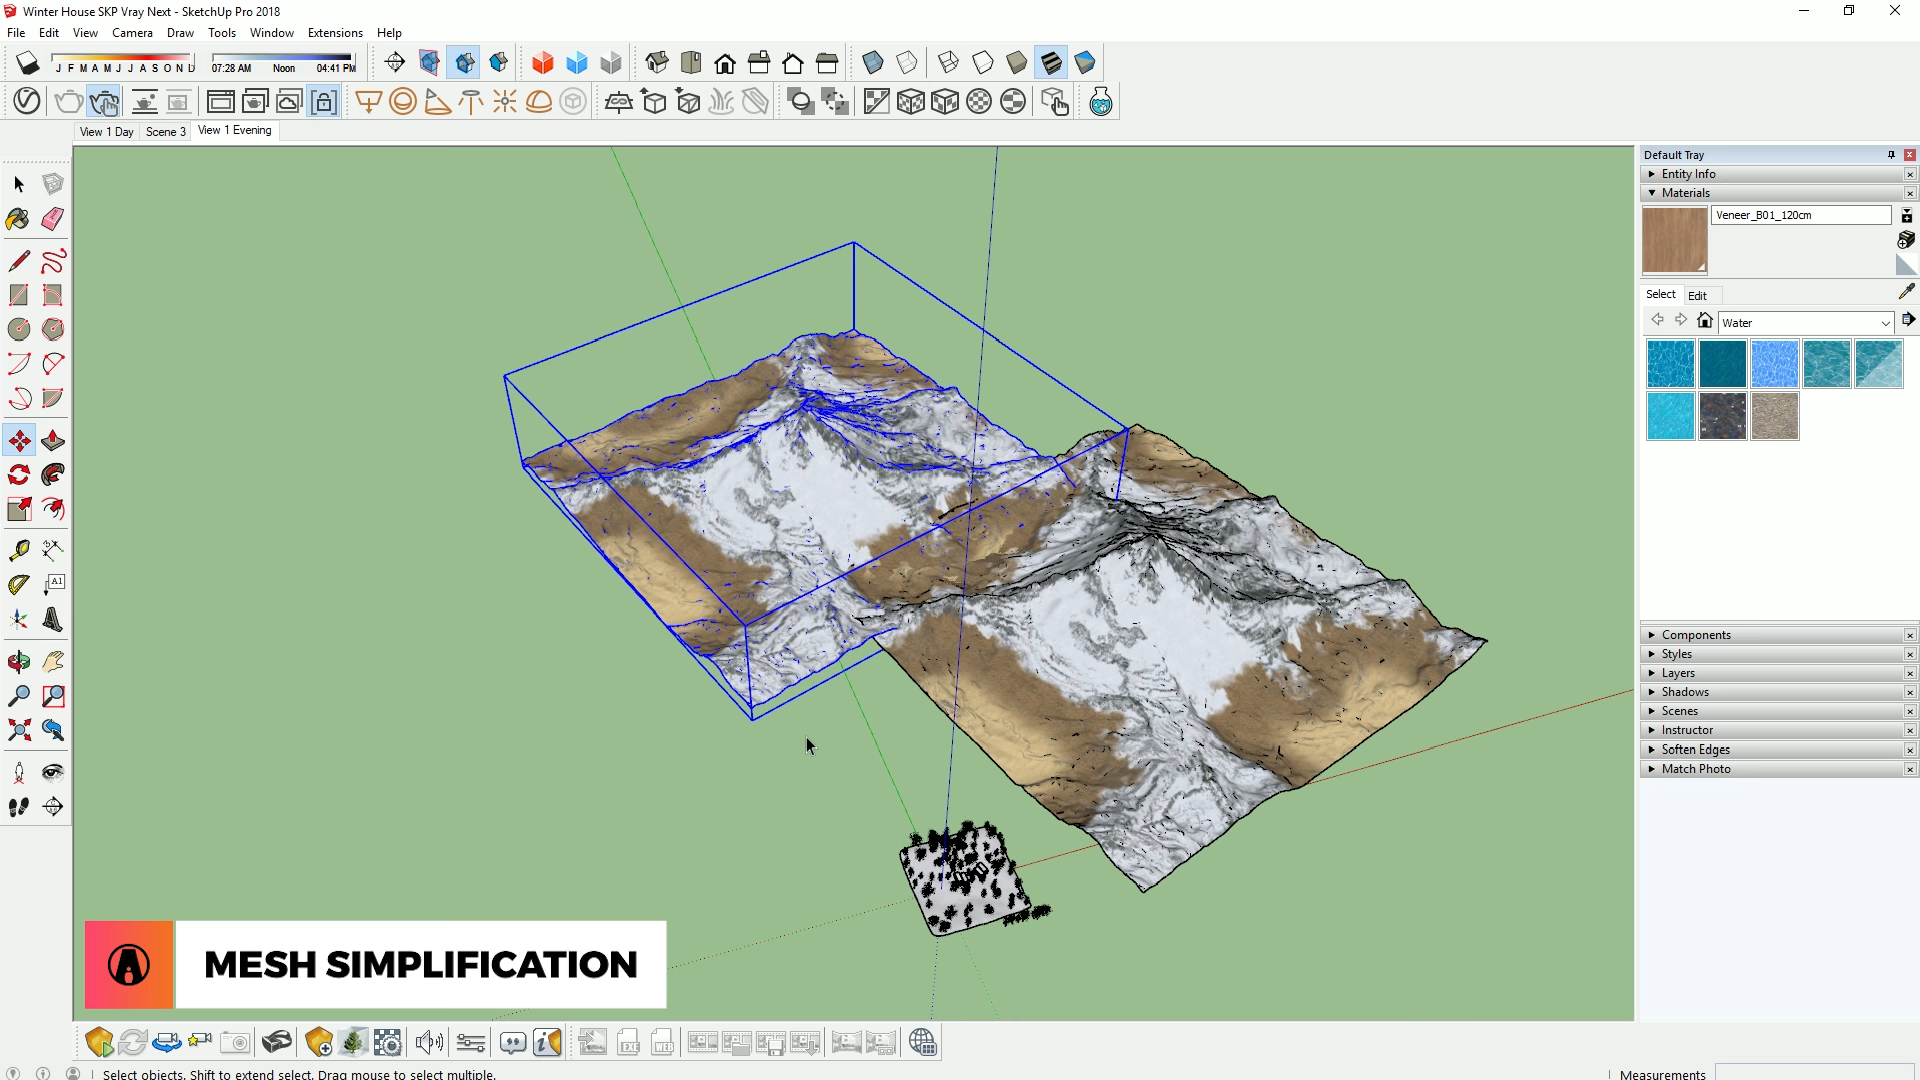 Winter House SKP Vray Next - SketchUp Pro 2018
File Edit View Camera Draw Tools Window Extensions Help
J F M A M J J A S O N D 07:28 AM Noon 04:41 PM
View 1 Day Scene 3 View 1 Evening
Default Tray
Entity Info
Materials
Veneer_B01_120cm
Select Edit
Water
A1
Components
Styles
Layers
Shadows
Scenes
Instructor
Soften Edges
Match Photo
MESH SIMPLIFICATION
EXE WEB
Select objects. Shift to extend select. Drag mouse to select multiple.
Measurements